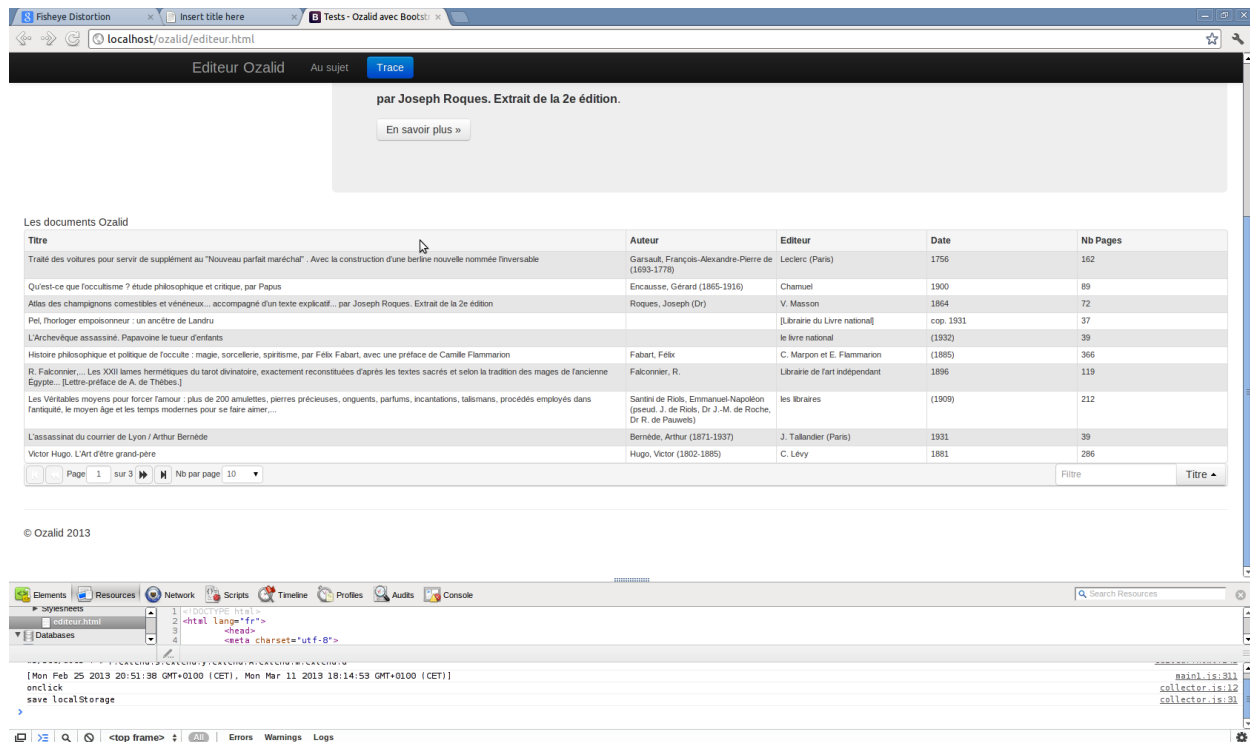 Fisheye Distortion × Insert title here × Tests - Ozalid avec Bootst ×
localhost/ozalid/editeur.html
Editeur Ozalid Au sujet Trace
par Joseph Roques. Extrait de la 2e édition.
En savoir plus »
Les documents Ozalid
Titre Auteur Editeur Date Nb Pages
Traité des voitures pour servir de supplément au "Nouveau parfait maréchal" . Avec la construction d'une berline nouvelle nommée l'inversable Garsault, François-Alexandre-Pierre de Leclerc (Paris) 1756 162
(1693-1778)
Qu'est-ce que l'occultisme ? étude philosophique et critique, par Papus Encausse, Gérard (1865-1916) Chamuel 1900 89
Atlas des champignons comestibles et vénéneux... accompagné d'un texte explicatif... par Joseph Roques. Extrait de la 2e édition Roques, Joseph (Dr) V. Masson 1864 72
Pel, l'horloger empoisonneur : un ancêtre de Landru [Librairie du Livre national] cop. 1931 37
L'Archevêque assassiné. Papavoine le tueur d'enfants le livre national (1932) 39
Histoire philosophique et politique de l'occulte : magie, sorcellerie, spiritisme, par Félix Fabart, avec une préface de Camille Flammarion Fabart, Félix C. Marpon et E. Flammarion (1885) 366
R. Falconnier,... Les XXII lames hermétiques du tarot divinatoire, exactement reconstituées d'après les textes sacrés et selon la tradition des mages de l'ancienne Falconnier, R. Librairie de l'art indépendant 1896 119
Égypte... [Lettre-préface de A. de Thèbes.]
Les Véritables moyens pour forcer l'amour : plus de 200 amulettes, pierres précieuses, onguents, parfums, incantations, talismans, procédés employés dans Santini de Riols, Emmanuel-Napoléon les libraires (1909) 212
l'antiquité, le moyen âge et les temps modernes pour se faire aimer,... (pseud. J. de Riols, Dr J.-M. de Roche,
Dr R. de Pauwels)
L'assassinat du courrier de Lyon / Arthur Bernède Bernède, Arthur (1871-1937) J. Tallandier (Paris) 1931 39
Victor Hugo. L'Art d'être grand-père Hugo, Victor (1802-1885) C. Lévy 1881 286
Page 1 sur 3 Nb par page 10 Filtre Titre
© Ozalid 2013
Elements Resources Network Scripts Timeline Profiles Audits Console Search Resources
Stylesheets 1 <!DOCTYPE html>
editeur.html 2 <html lang="fr">
Databases 3 <head>
4 <meta charset="utf-8">
[Mon Feb 25 2013 20:51:38 GMT+0100 (CET), Mon Mar 11 2013 18:14:53 GMT+0100 (CET)] main1.js:311
onclick collector.js:12
save localStorage collector.js:31
>
<top frame> All Errors Warnings Logs